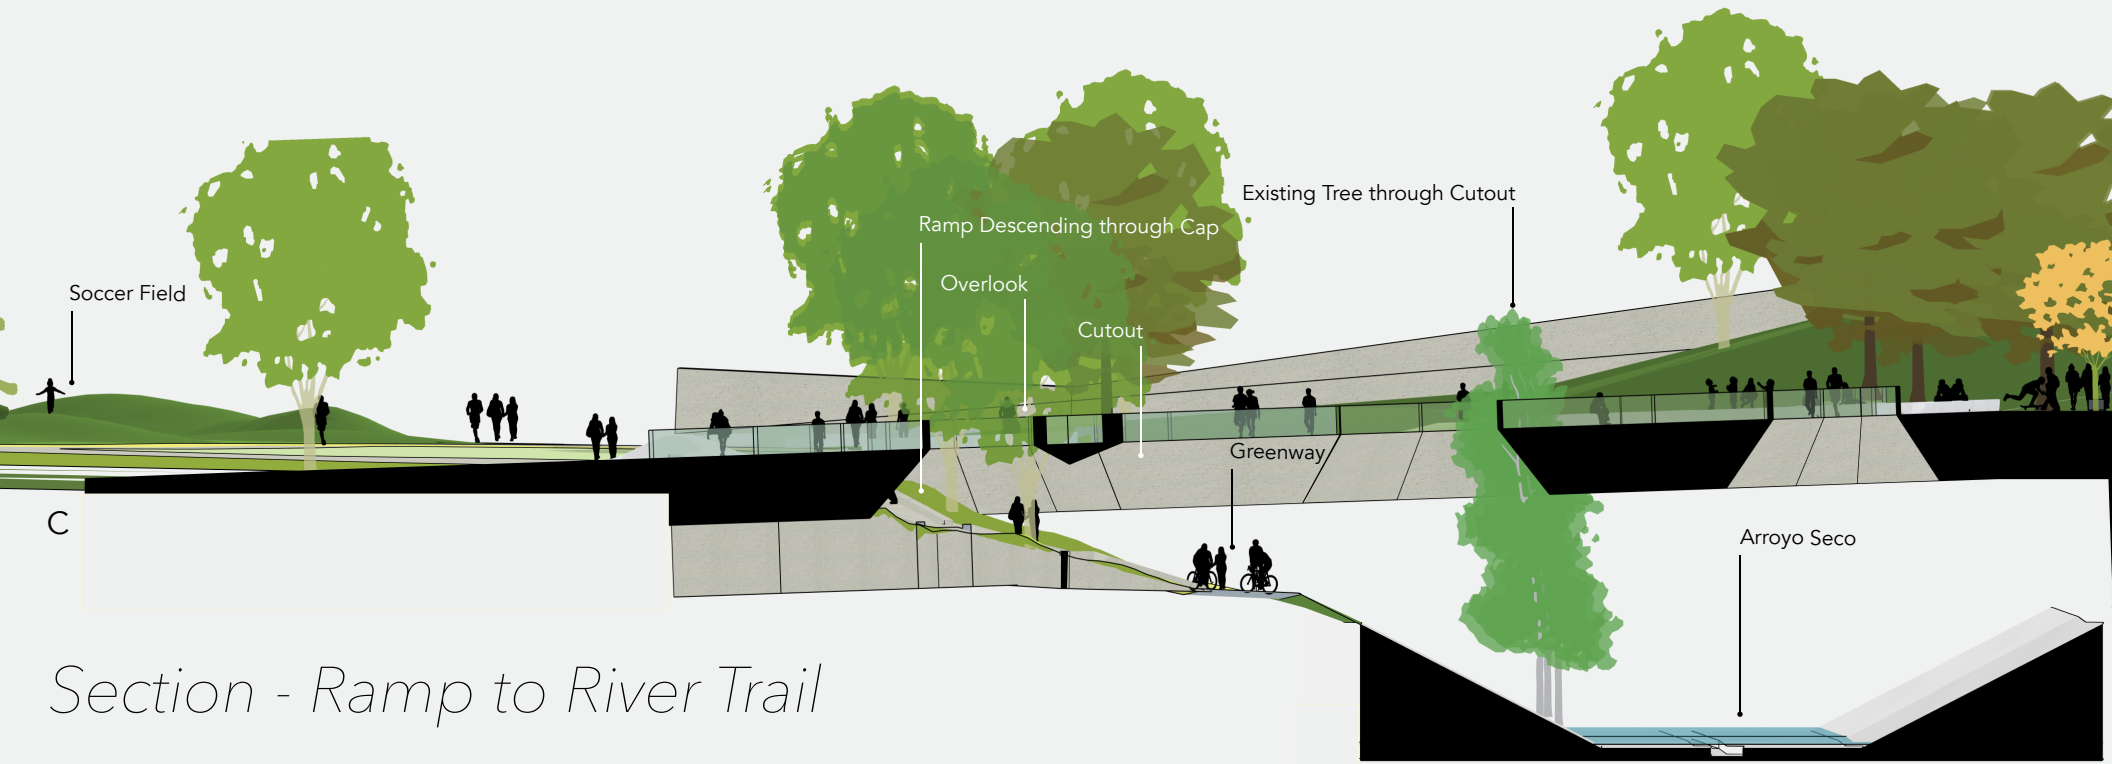 Existing Tree through Cutout
Ramp Descending through Cap
Overlook
Soccer Field
Cutout
Greenway
C
Arroyo Seco
Section - Ramp to River Trail